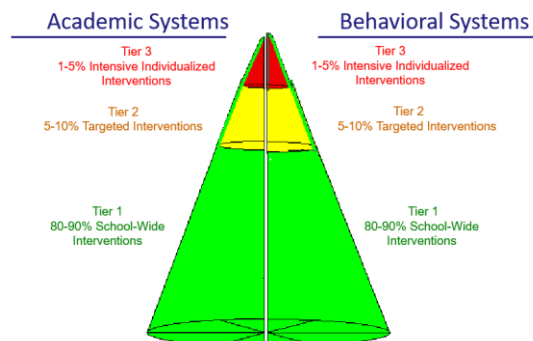 Academic Systems
Behavioral Systems
Tier 3
1-5% Intensive Individualized
Interventions
Tier 3
1-5% Intensive Individualized
Interventions
Tier 2
5-10% Targeted Interventions
Tier 2
5-10% Targeted Interventions
Tier 1
80-90% School-Wide
Interventions
Tier 1
80-90% School-Wide
Interventions